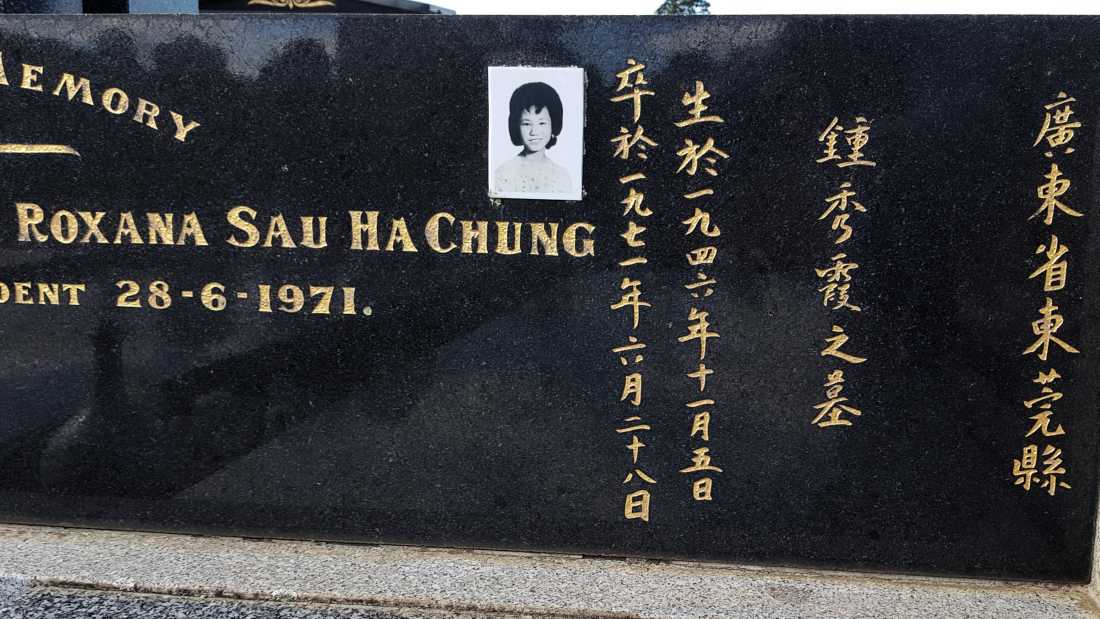 MEMORY
ROXANA SAU HA CHUNG
DENT 28-6-1971.
廣東省東莞縣
鍾秀霞之墓
生於一九四六年十一月五日
卒於一九七一年六月二十八日